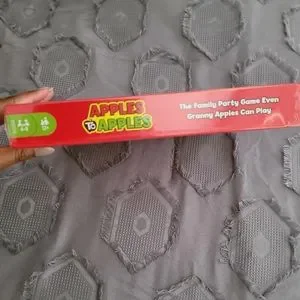 APPLES
TO
APPLES
The Family Party Game Even
Granny Apples Can Play